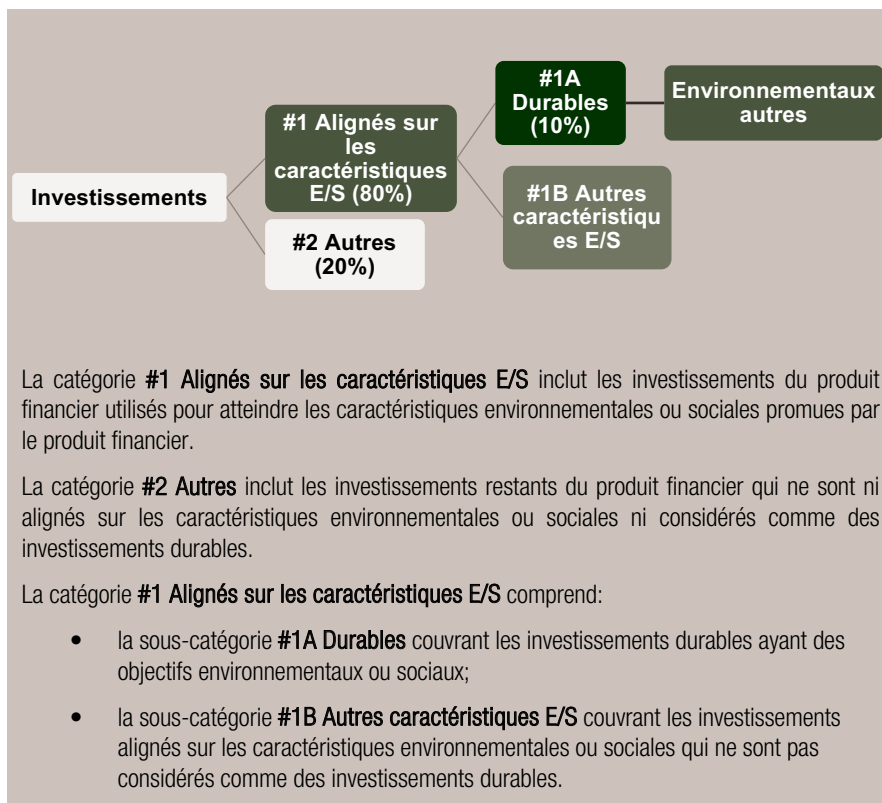 #1A
Durables
(10%)
Environnementaux
autres
#1 Alignés sur
les
caractéristiques
E/S (80%)
Investissements
#1B Autres
caractéristiqu
es E/S
#2 Autres
(20%)
La catégorie #1 Alignés sur les caractéristiques E/S inclut les investissements du produit
financier utilisés pour atteindre les caractéristiques environnementales ou sociales promues par
le produit financier.
La catégorie #2 Autres inclut les investissements restants du produit financier qui ne sont ni
alignés sur les caractéristiques environnementales ou sociales ni considérés comme des
investissements durables.
La catégorie #1 Alignés sur les caractéristiques E/S comprend:
• la sous-catégorie #1A Durables couvrant les investissements durables ayant des
objectifs environnementaux ou sociaux;
• la sous-catégorie #1B Autres caractéristiques E/S couvrant les investissements
alignés sur les caractéristiques environnementales ou sociales qui ne sont pas
considérés comme des investissements durables.